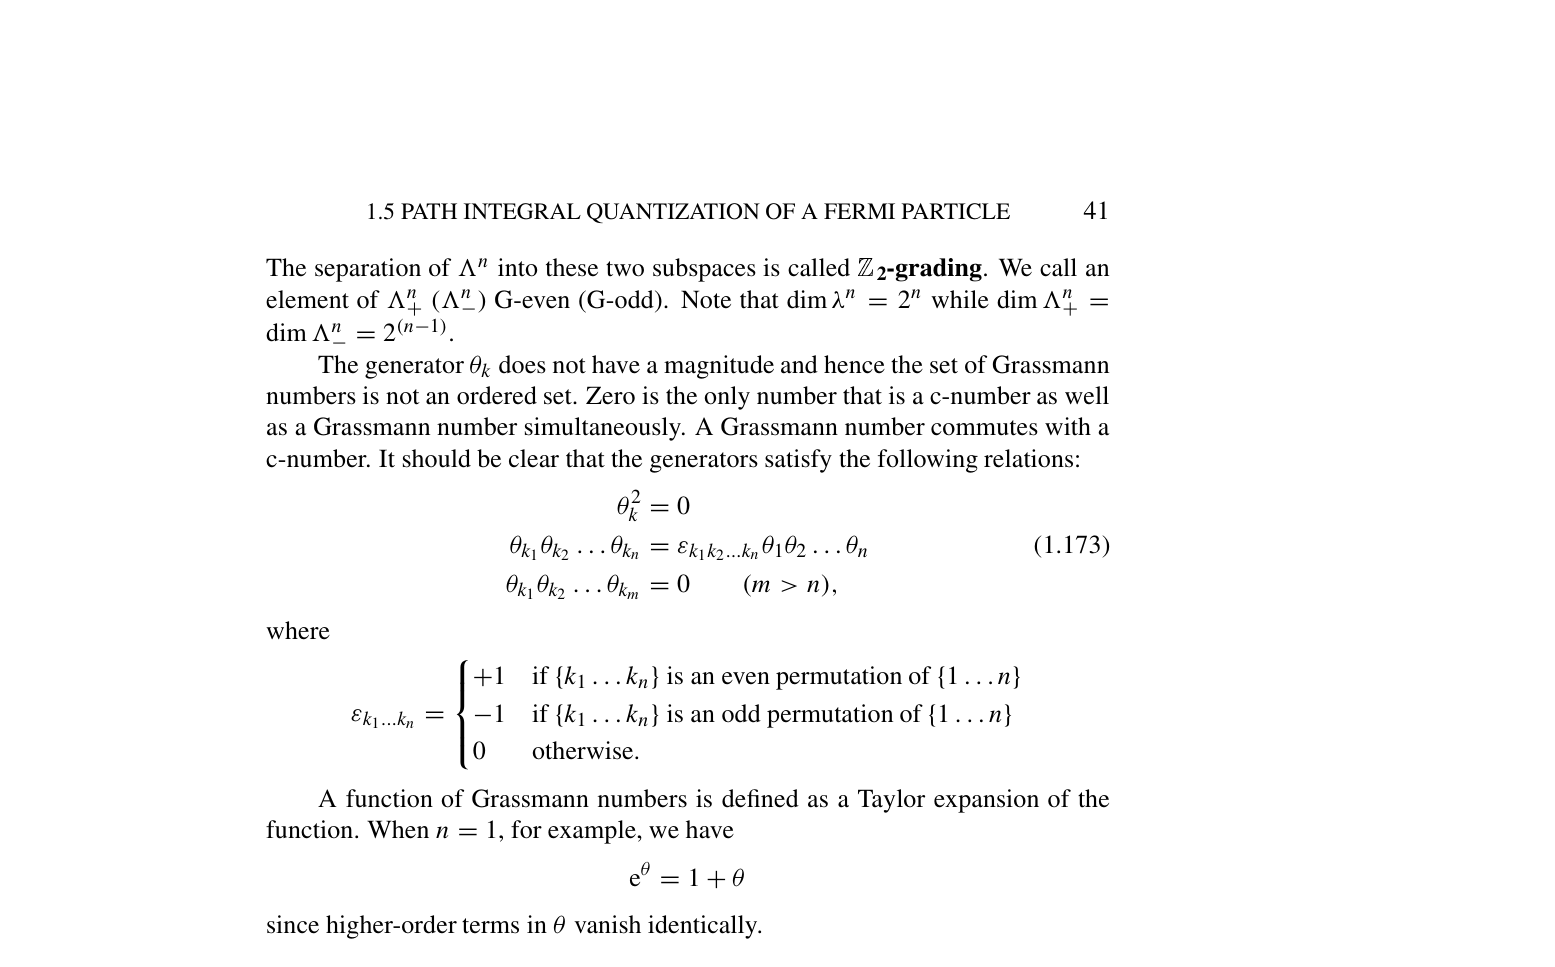 1.5 PATH INTEGRAL QUANTIZATION OF A FERMI PARTICLE 41
The separation of Λⁿ into these two subspaces is called ℤ₂-grading. We call an
element of Λⁿ₊ (Λⁿ₋) G-even (G-odd). Note that dim λⁿ = 2ⁿ while dim Λⁿ₊ =
dim Λⁿ₋ = 2⁽ⁿ⁻¹⁾.
The generator θₖ does not have a magnitude and hence the set of Grassmann
numbers is not an ordered set. Zero is the only number that is a c-number as well
as a Grassmann number simultaneously. A Grassmann number commutes with a
c-number. It should be clear that the generators satisfy the following relations:
θ_k^2 = 0
θ_{k_1}θ_{k_2} . . . θ_{k_n} = ε_{k_1k_2...k_n}θ_1θ_2 . . . θ_n (1.173)
θ_{k_1}θ_{k_2} . . . θ_{k_m} = 0 (m > n),
where
+1 if {k_1 . . . k_n} is an even permutation of {1 . . . n}
ε_{k_1...k_n} = { −1 if {k_1 . . . k_n} is an odd permutation of {1 . . . n}
0 otherwise.
A function of Grassmann numbers is defined as a Taylor expansion of the
function. When n = 1, for example, we have
e^θ = 1 + θ
since higher-order terms in θ vanish identically.